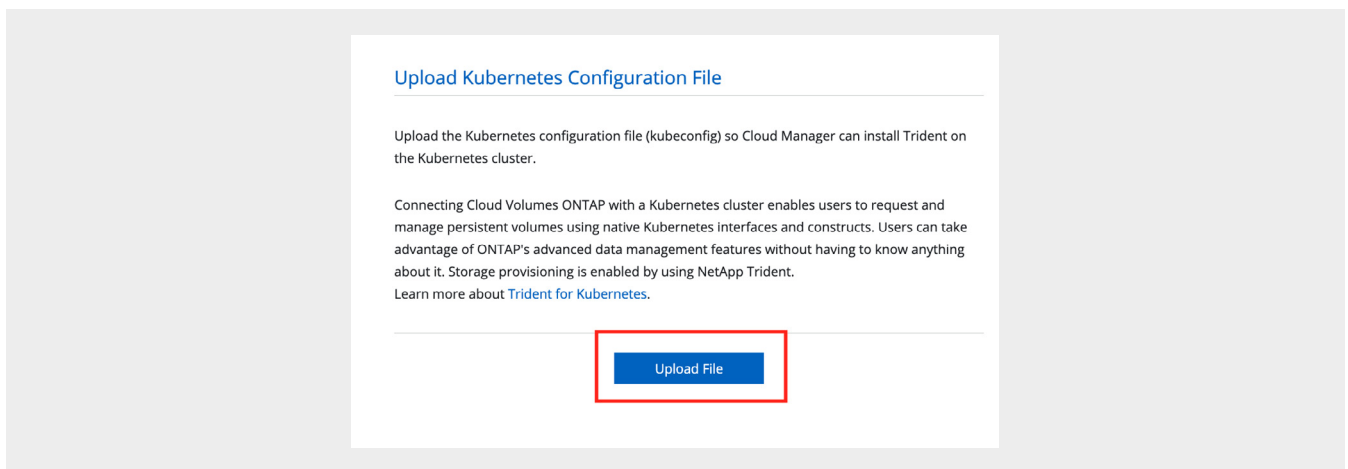 Upload Kubernetes Configuration File
Upload the Kubernetes configuration file (kubeconfig) so Cloud Manager can install Trident on
the Kubernetes cluster.
Connecting Cloud Volumes ONTAP with a Kubernetes cluster enables users to request and
manage persistent volumes using native Kubernetes interfaces and constructs. Users can take
advantage of ONTAP's advanced data management features without having to know anything
about it. Storage provisioning is enabled by using NetApp Trident.
Learn more about Trident for Kubernetes.
Upload File